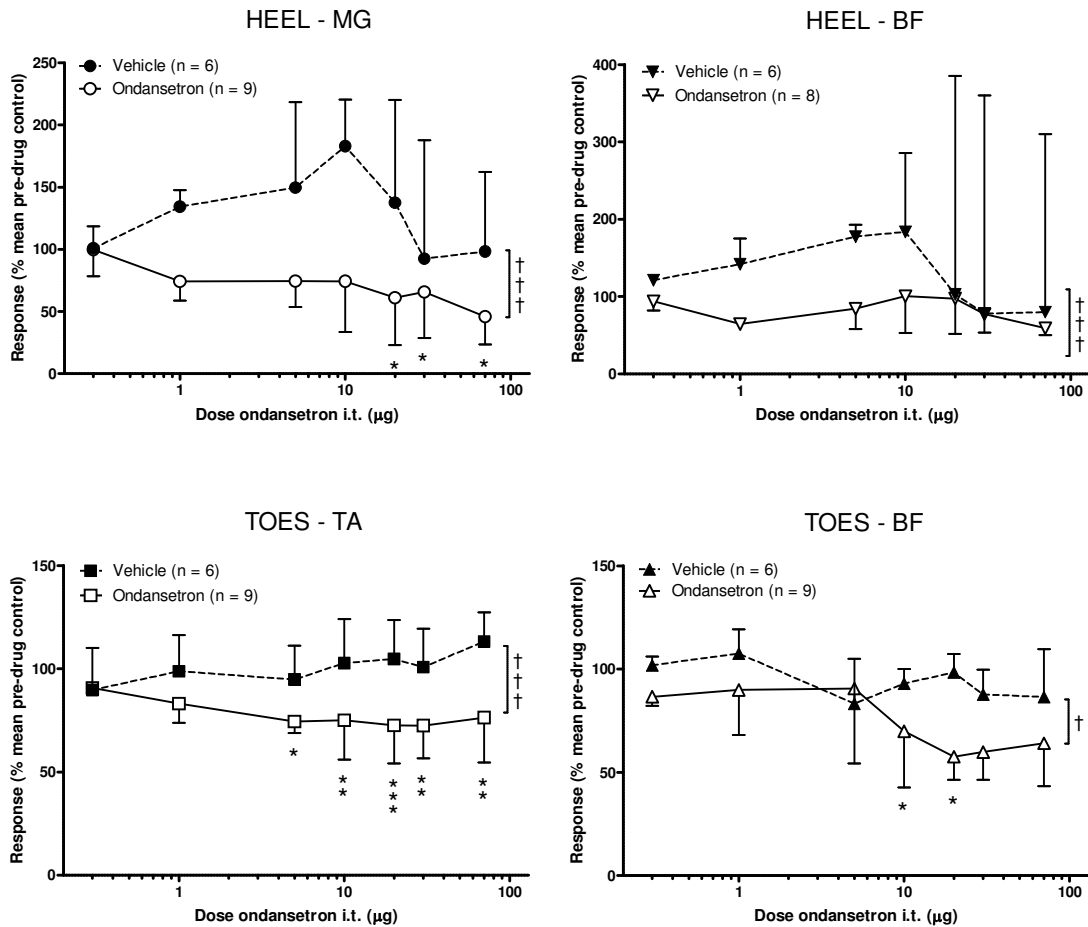 HEEL - MG
Vehicle (n = 6)
Ondansetron (n = 9)
Response (% mean pre-drug control)
250
200
150
100
50
0
†††
* * *
1 10 100
Dose ondansetron i.t. (µg)
HEEL - BF
Vehicle (n = 6)
Ondansetron (n = 8)
Response (% mean pre-drug control)
400
300
200
100
0
†††
1 10 100
Dose ondansetron i.t. (µg)
TOES - TA
Vehicle (n = 6)
Ondansetron (n = 9)
Response (% mean pre-drug control)
150
100
50
0
†††
* ** *** ** **
1 10 100
Dose ondansetron i.t. (µg)
TOES - BF
Vehicle (n = 6)
Ondansetron (n = 9)
Response (% mean pre-drug control)
150
100
50
0
†
* *
1 10 100
Dose ondansetron i.t. (µg)